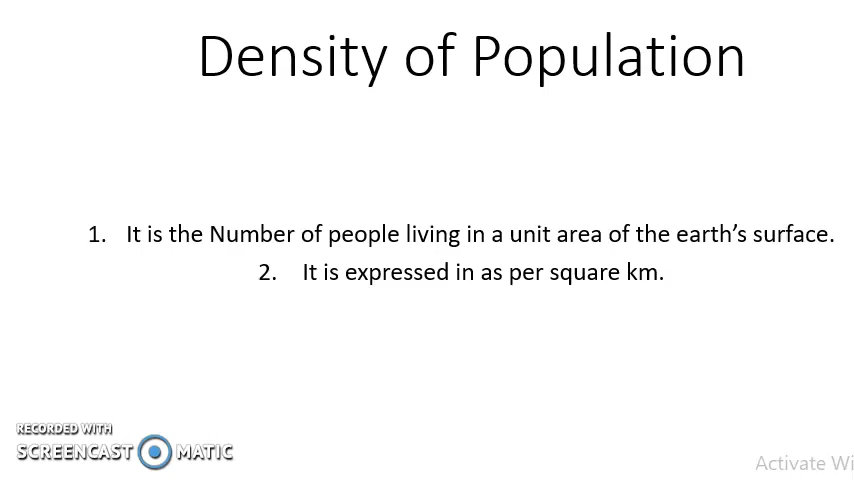 Density of Population
1. It is the Number of people living in a unit area of the earth's surface.
2. It is expressed in as per square km.
RECORDED WITH
SCREENCAST MATIC
Activate Wi